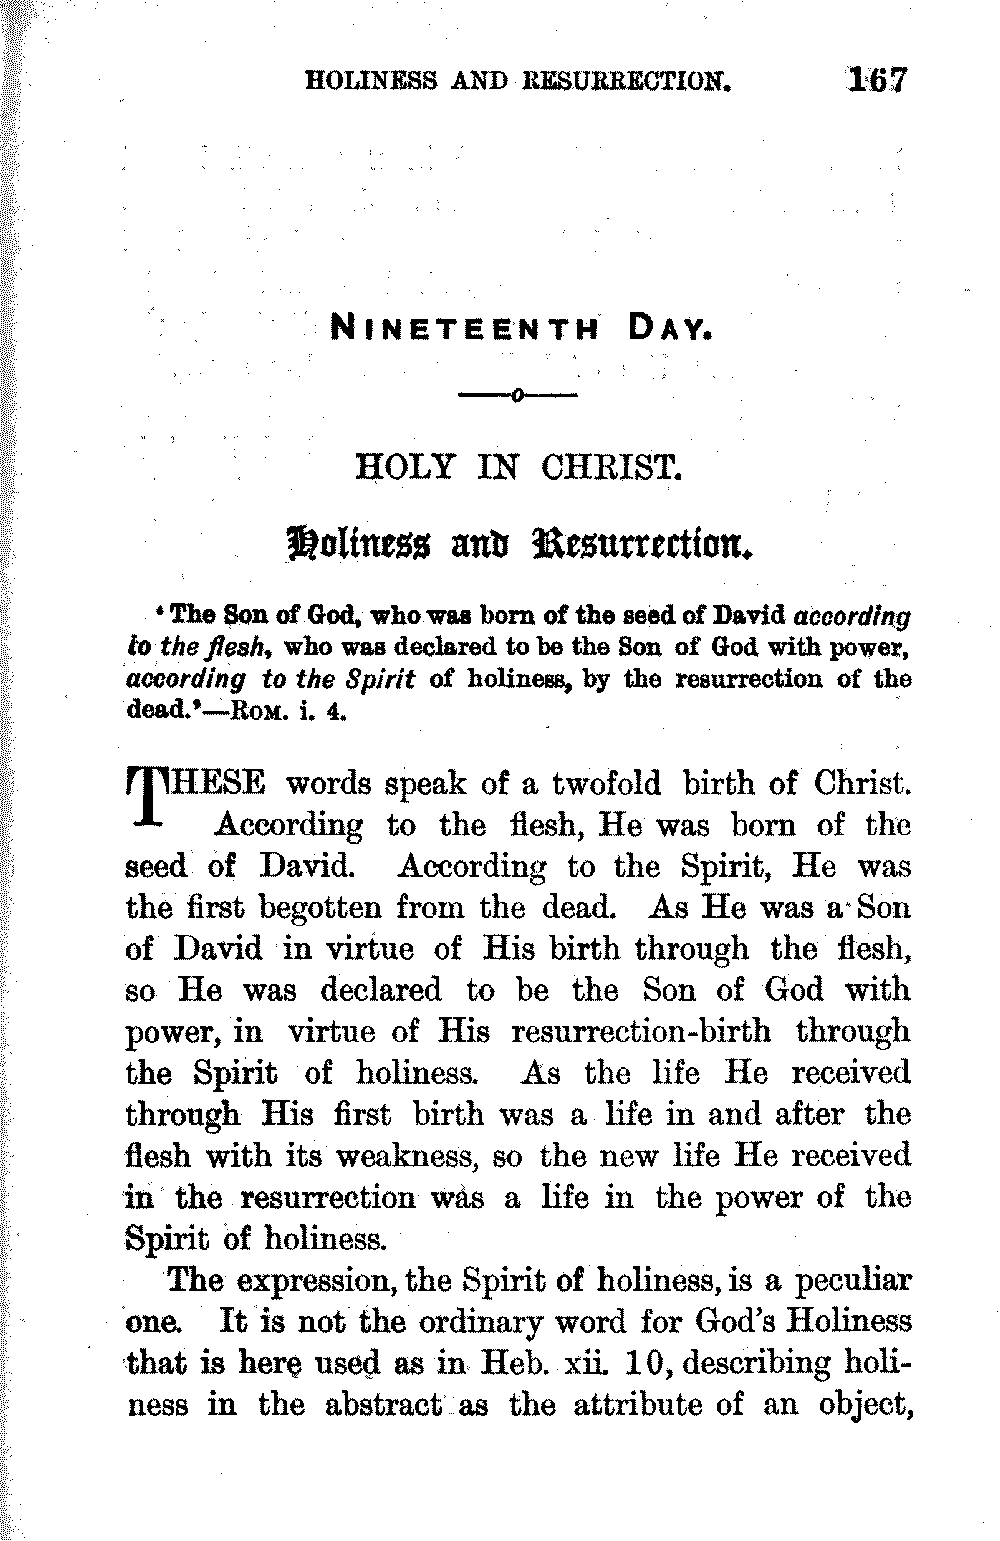 HOLINESS AND RESURRECTION. 167
NINETEENTH DAY.
HOLY IN CHRIST.
Holiness and Resurrection.
‘The Son of God, who was born of the seed of David according
to the flesh, who was declared to be the Son of God with power,
according to the Spirit of holiness, by the resurrection of the
dead.’—ROM. i. 4.
THESE words speak of a twofold birth of Christ.
According to the flesh, He was born of the
seed of David. According to the Spirit, He was
the first begotten from the dead. As He was a Son
of David in virtue of His birth through the flesh,
so He was declared to be the Son of God with
power, in virtue of His resurrection-birth through
the Spirit of holiness. As the life He received
through His first birth was a life in and after the
flesh with its weakness, so the new life He received
in the resurrection was a life in the power of the
Spirit of holiness.
The expression, the Spirit of holiness, is a peculiar
one. It is not the ordinary word for God’s Holiness
that is here used as in Heb. xii. 10, describing holi-
ness in the abstract as the attribute of an object,